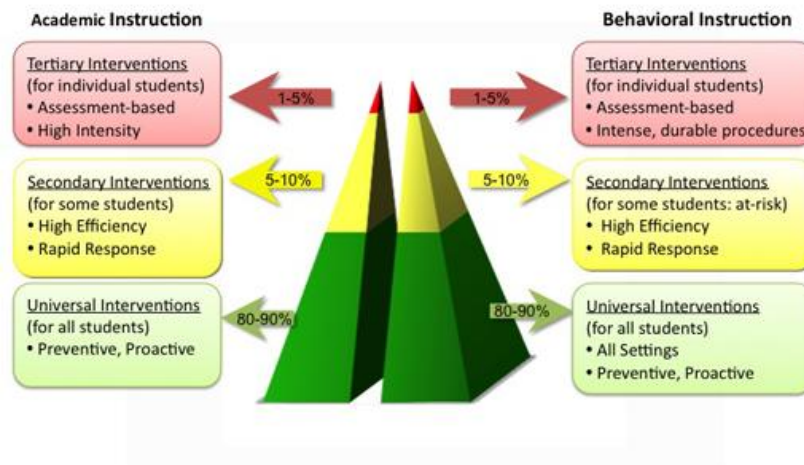 Academic Instruction
Tertiary Interventions
(for individual students)
• Assessment-based
• High Intensity
1-5%
Secondary Interventions
(for some students)
• High Efficiency
• Rapid Response
5-10%
Universal Interventions
(for all students)
• Preventive, Proactive
80-90%
Behavioral Instruction
1-5%
Tertiary Interventions
(for individual students)
• Assessment-based
• Intense, durable procedures
5-10%
Secondary Interventions
(for some students: at-risk)
• High Efficiency
• Rapid Response
80-90%
Universal Interventions
(for all students)
• All Settings
• Preventive, Proactive